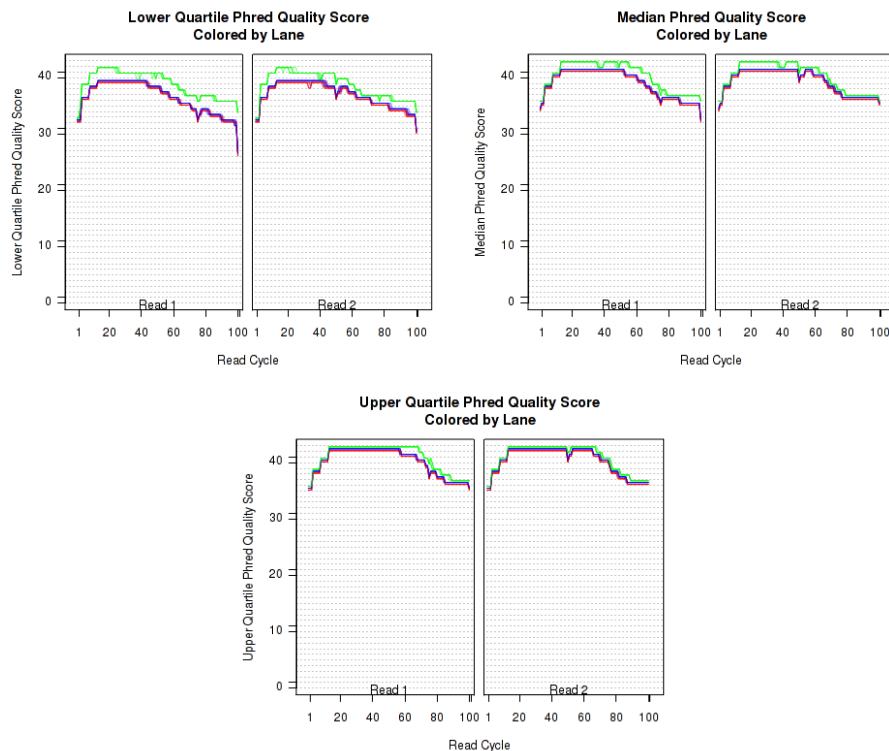 Lower Quartile Phred Quality Score
Colored by Lane
Lower Quartile Phred Quality Score
40
30
20
10
0
Read 1
Read 2
1 20 40 60 80 100 1 20 40 60 80 100
Read Cycle
Median Phred Quality Score
Colored by Lane
Median Phred Quality Score
40
30
20
10
0
Read 1
Read 2
1 20 40 60 80 100 1 20 40 60 80 100
Read Cycle
Upper Quartile Phred Quality Score
Colored by Lane
Upper Quartile Phred Quality Score
40
30
20
10
0
Read 1
Read 2
1 20 40 60 80 100 1 20 40 60 80 100
Read Cycle